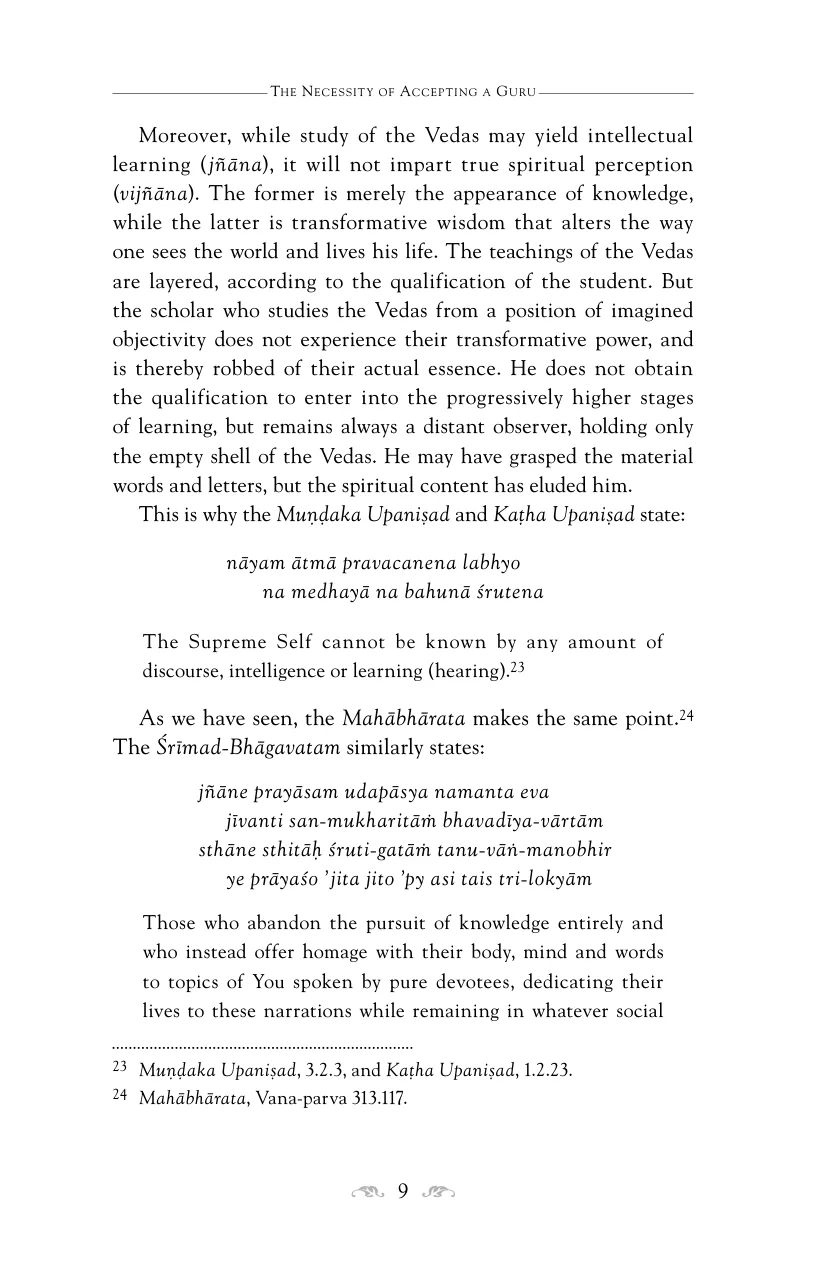 The Necessity of Accepting a Guru
Moreover, while study of the Vedas may yield intellectual
learning (jñāna), it will not impart true spiritual perception
(vijñāna). The former is merely the appearance of knowledge,
while the latter is transformative wisdom that alters the way
one sees the world and lives his life. The teachings of the Vedas
are layered, according to the qualification of the student. But
the scholar who studies the Vedas from a position of imagined
objectivity does not experience their transformative power, and
is thereby robbed of their actual essence. He does not obtain
the qualification to enter into the progressively higher stages
of learning, but remains always a distant observer, holding only
the empty shell of the Vedas. He may have grasped the material
words and letters, but the spiritual content has eluded him.
This is why the Muṇḍaka Upaniṣad and Kaṭha Upaniṣad state:
nāyam ātmā pravacanena labhyo
na medhayā na bahunā śrutena
The Supreme Self cannot be known by any amount of
discourse, intelligence or learning (hearing).23
As we have seen, the Mahābhārata makes the same point.24
The Śrīmad-Bhāgavatam similarly states:
jñāne prayāsam udapāsya namanta eva
jīvanti san-mukharitāṁ bhavadīya-vārtām
sthāne sthitāḥ śruti-gatāṁ tanu-vāṅ-manobhir
ye prāyaśo ’jita jito ’py asi tais tri-lokyām
Those who abandon the pursuit of knowledge entirely and
who instead offer homage with their body, mind and words
to topics of You spoken by pure devotees, dedicating their
lives to these narrations while remaining in whatever social
23 Muṇḍaka Upaniṣad, 3.2.3, and Kaṭha Upaniṣad, 1.2.23.
24 Mahābhārata, Vana-parva 313.117.
9